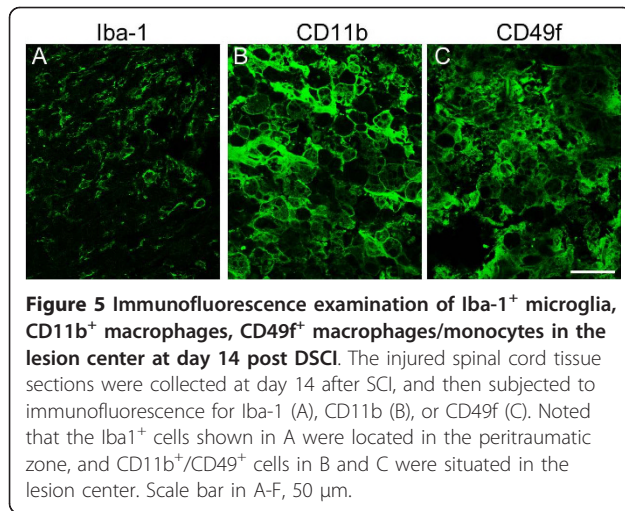 Iba-1 CD11b CD49f
A B C
Figure 5 Immunofluorescence examination of Iba-1+ microglia,
CD11b+ macrophages, CD49f+ macrophages/monocytes in the
lesion center at day 14 post DSCI. The injured spinal cord tissue
sections were collected at day 14 after SCI, and then subjected to
immunofluorescence for Iba-1 (A), CD11b (B), or CD49f (C). Noted
that the Iba1+ cells shown in A were located in the peritraumatic
zone, and CD11b+/CD49+ cells in B and C were situated in the
lesion center. Scale bar in A-F, 50 μm.